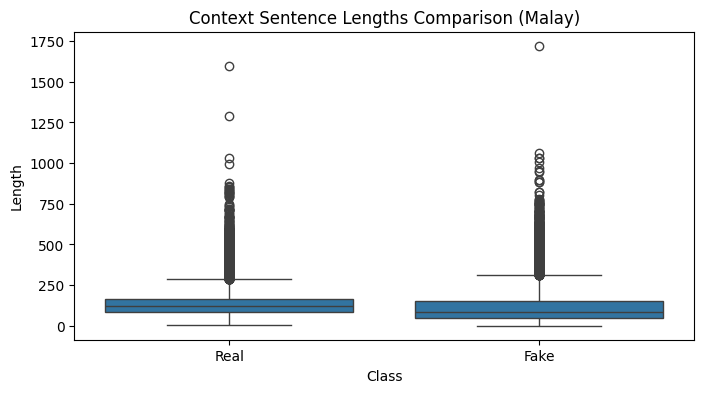 Context Sentence Lengths Comparison (Malay)
1750
1500
1250
1000
750
500
250
0
Length
Real
Fake
Class